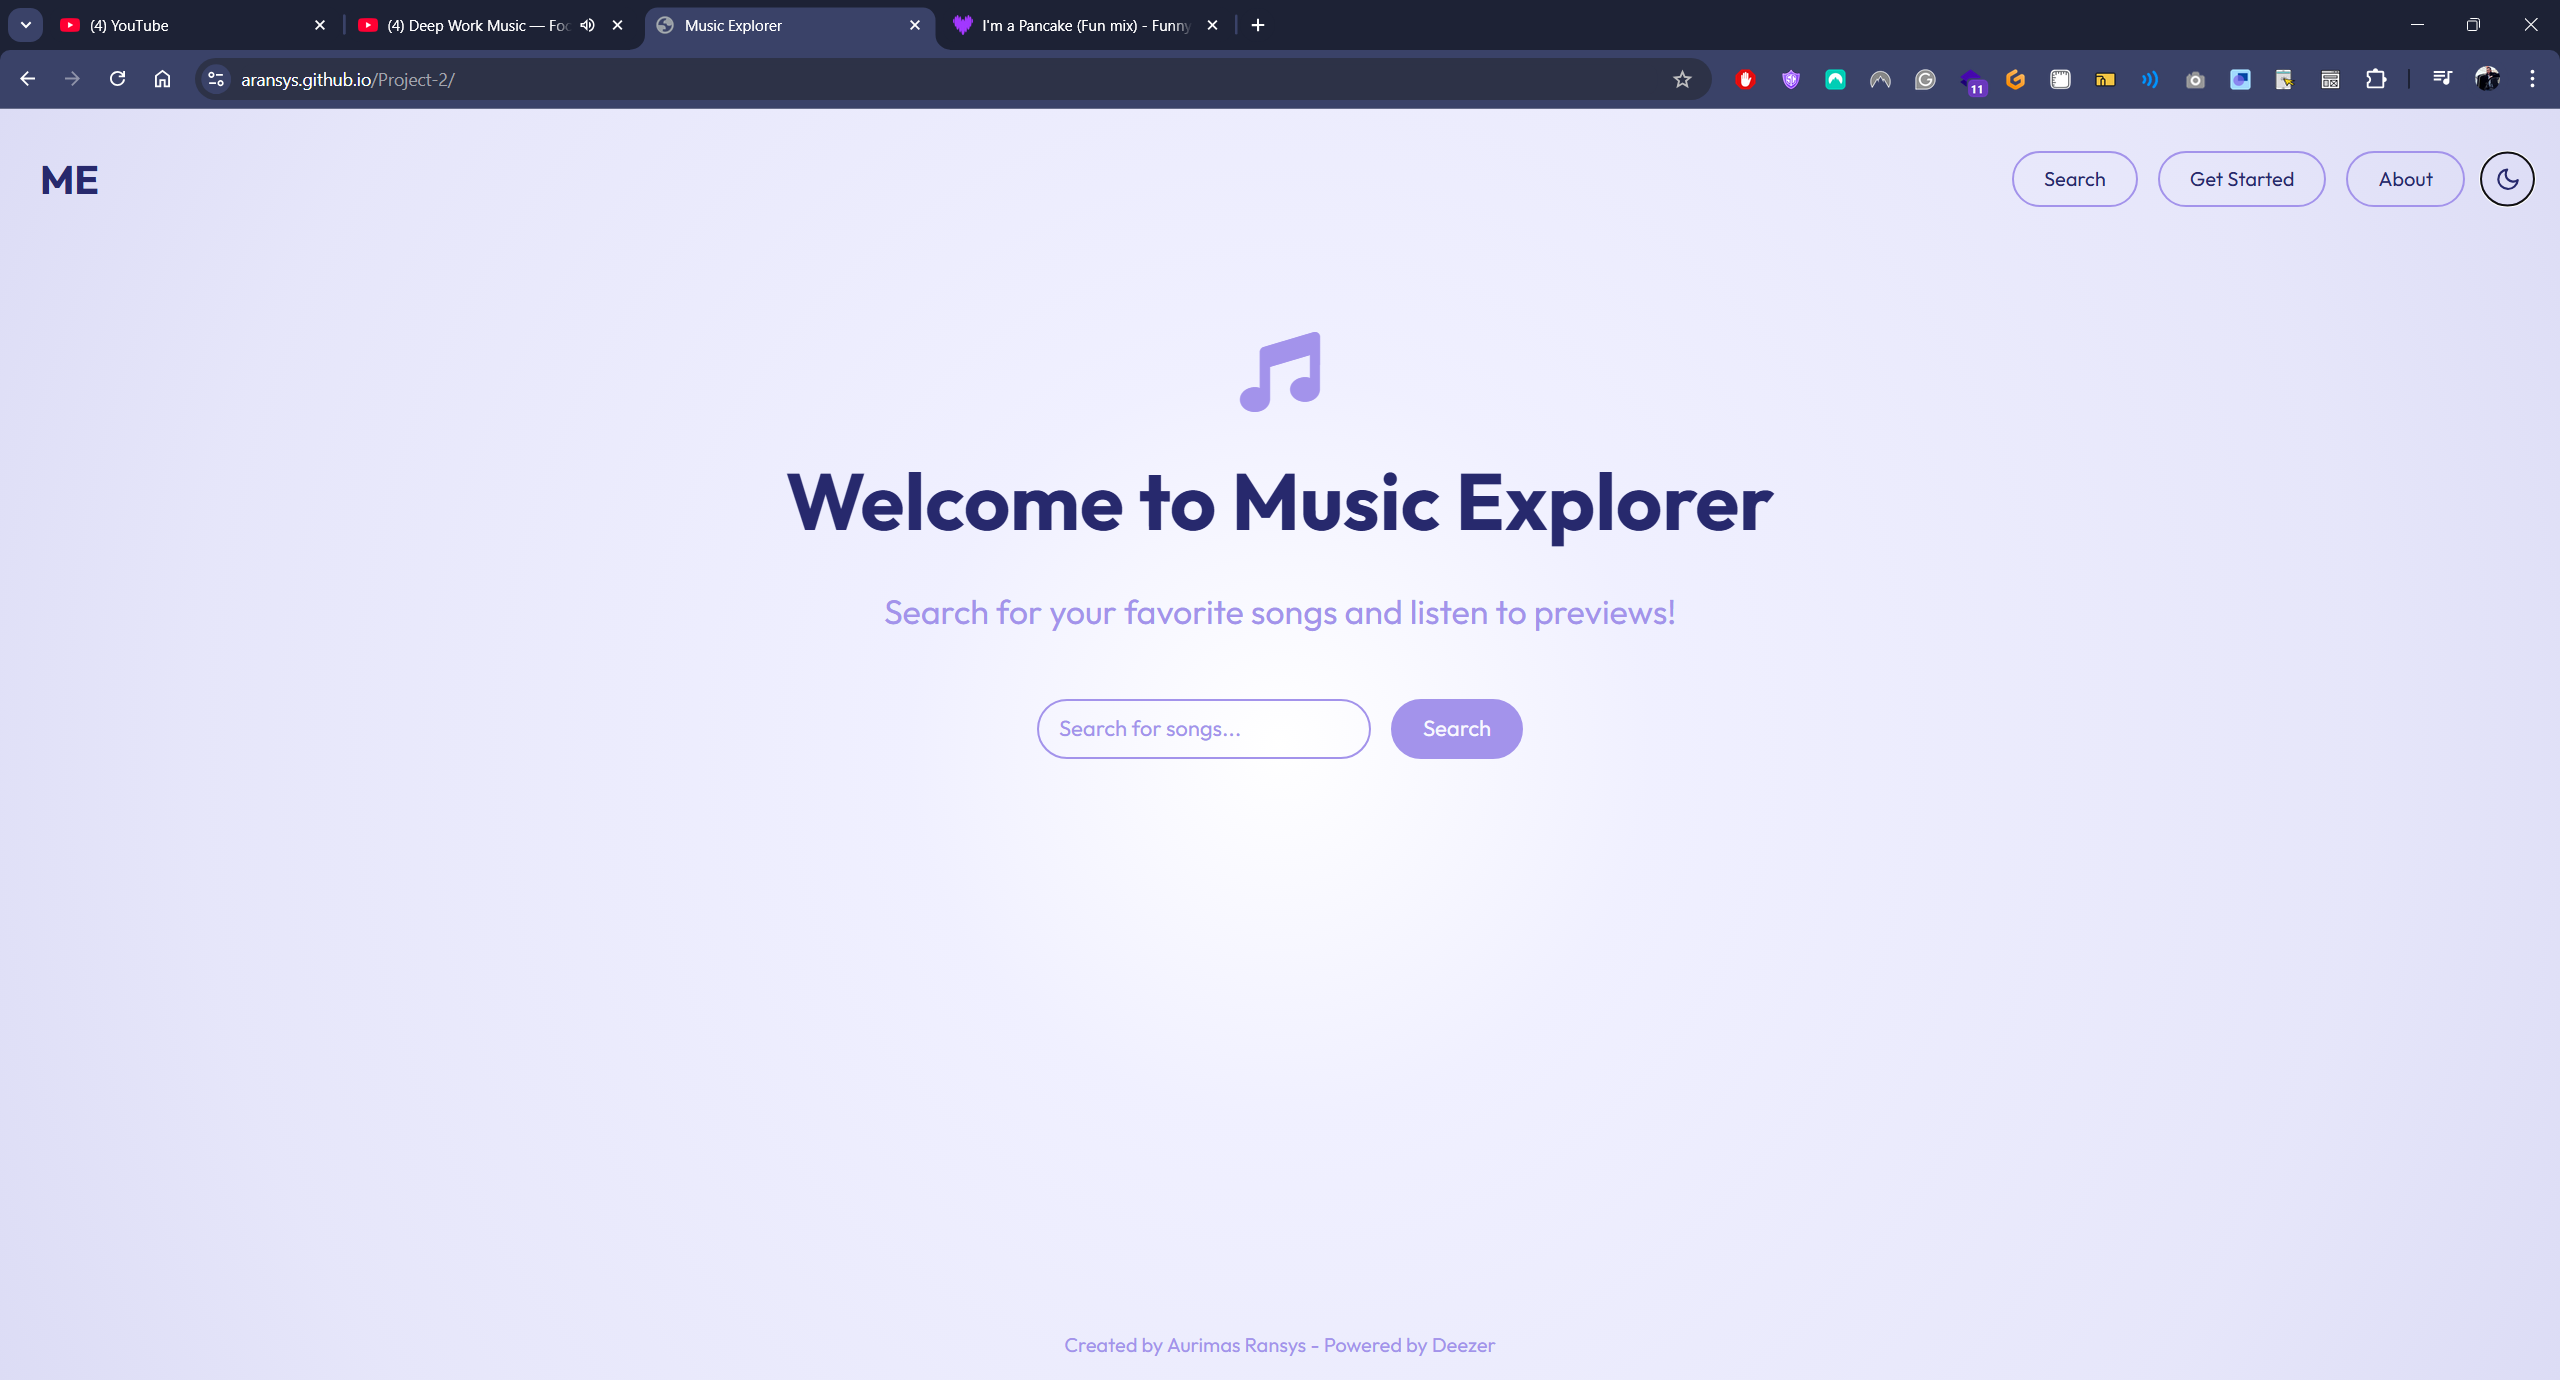 (4) YouTube
(4) Deep Work Music — Foc
Music Explorer
I'm a Pancake (Fun mix) - Funny
aransys.github.io/Project-2/
11
ME
Search
Get Started
About
Welcome to Music Explorer
Search for your favorite songs and listen to previews!
Search for songs...
Search
Created by Aurimas Ransys - Powered by Deezer